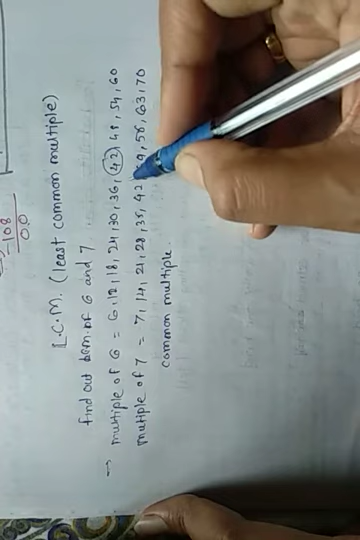 L.C.M. (least common multiple)
find out L.C.M. of 6 and 7
→ multiple of 6 = 6, 12, 18, 24, 30, 36, 42, 48, 54, 60
multiple of 7 = 7, 14, 21, 28, 35, 42, 49, 56, 63, 70
common multiple.
108
00